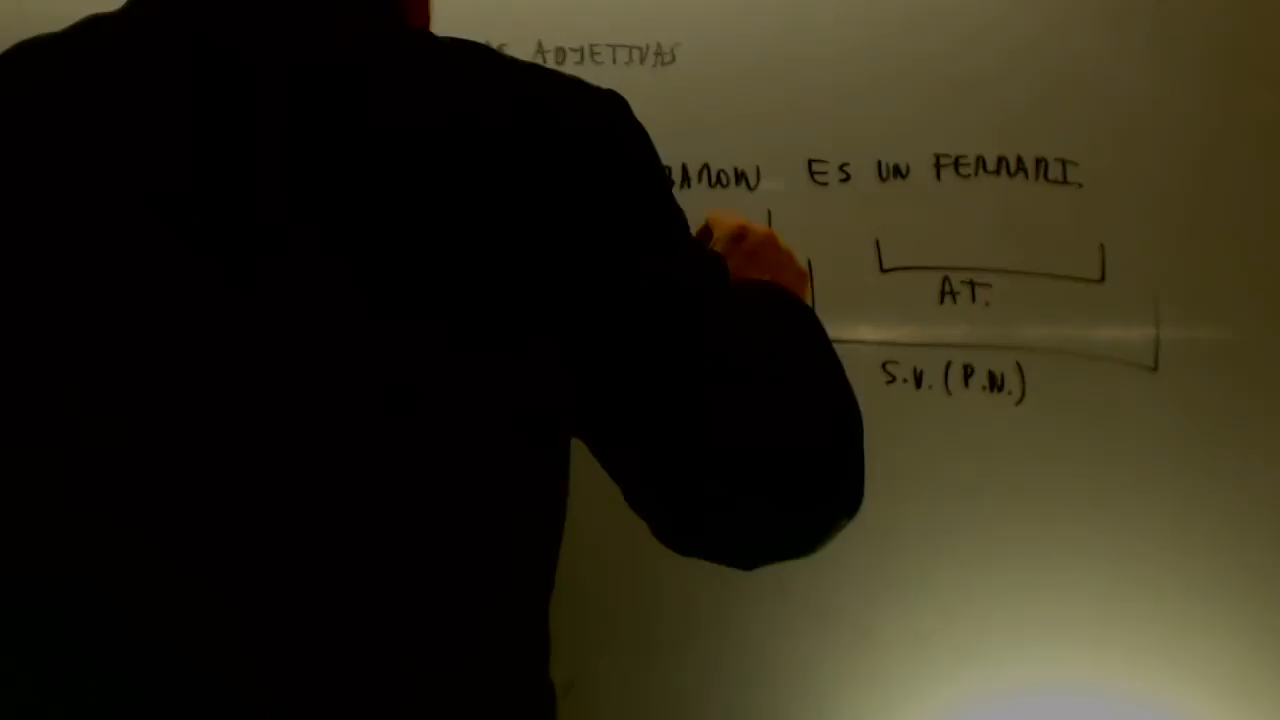 ADJETIVAS
ES UN FERRARI.
AT.
S.V. (P.N.)